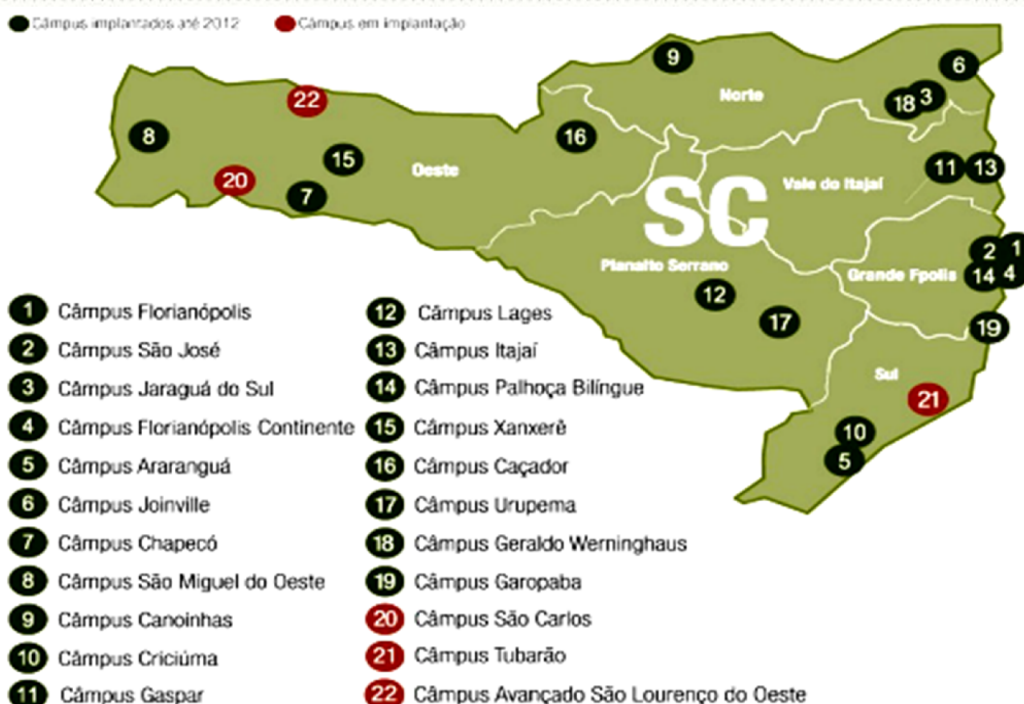 Câmpus implantados até 2012
Câmpus em implantação
9
6
Norte
22
18
3
8
16
15
Oeste
11
13
20
7
Vale do Itajaí
SC
2
1
Planalto Serrano
Grande Fpolis
14
4
12
17
19
Sul
21
10
5
1 Câmpus Florianópolis
2 Câmpus São José
3 Câmpus Jaraguá do Sul
4 Câmpus Florianópolis Continente
5 Câmpus Araranguá
6 Câmpus Joinville
7 Câmpus Chapecó
8 Câmpus São Miguel do Oeste
9 Câmpus Canoinhas
10 Câmpus Criciúma
11 Câmpus Gaspar
12 Câmpus Lages
13 Câmpus Itajaí
14 Câmpus Palhoça Bilíngue
15 Câmpus Xanxerê
16 Câmpus Caçador
17 Câmpus Urupema
18 Câmpus Geraldo Werninghaus
19 Câmpus Garopaba
20 Câmpus São Carlos
21 Câmpus Tubarão
22 Câmpus Avançado São Lourenço do Oeste